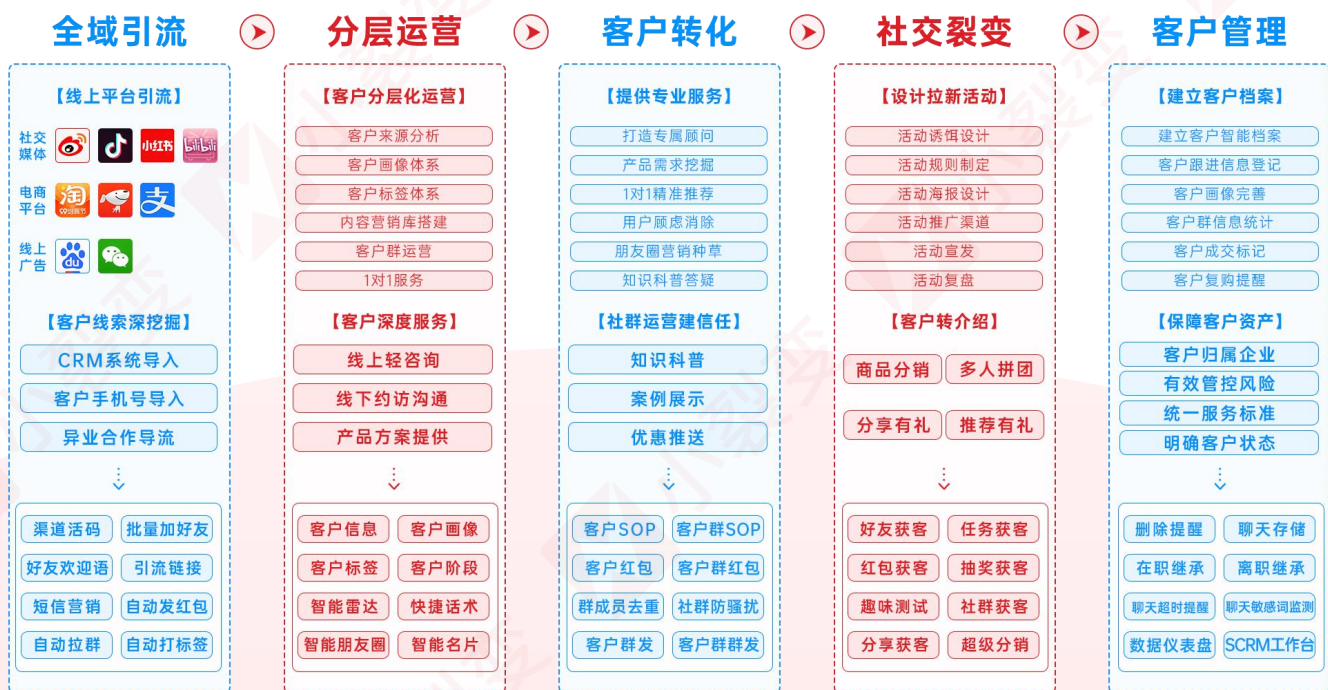 全域引流
分层运营
客户转化
社交裂变
客户管理
【线上平台引流】
社交
媒体
小红书
bilibili
电商
平台
淘
支
线上
广告
du
【客户线索深挖掘】
CRM系统导入
客户手机号导入
异业合作导流
渠道活码
批量加好友
好友欢迎语
引流链接
短信营销
自动发红包
自动拉群
自动打标签
【客户分层化运营】
客户来源分析
客户画像体系
客户标签体系
内容营销库搭建
客户群运营
1对1服务
【客户深度服务】
线上轻咨询
线下约访沟通
产品方案提供
客户信息
客户画像
客户标签
客户阶段
智能雷达
快捷话术
智能朋友圈
智能名片
【提供专业服务】
打造专属顾问
产品需求挖掘
1对1精准推荐
用户顾虑消除
朋友圈营销种草
知识科普答疑
【社群运营建信任】
知识科普
案例展示
优惠推送
客户SOP
客户群SOP
客户红包
客户群红包
群成员去重
社群防骚扰
客户群发
客户群群发
【设计拉新活动】
活动诱饵设计
活动规则制定
活动海报设计
活动推广渠道
活动宣发
活动复盘
【客户转介绍】
商品分销
多人拼团
分享有礼
推荐有礼
好友获客
任务获客
红包获客
抽奖获客
趣味测试
社群获客
分享获客
超级分销
【建立客户档案】
建立客户智能档案
客户跟进信息登记
客户画像完善
客户群信息统计
客户成交标记
客户复购提醒
【保障客户资产】
客户归属企业
有效管控风险
统一服务标准
明确客户状态
删除提醒
聊天存储
在职继承
离职继承
聊天超时提醒
聊天敏感词监测
数据仪表盘
SCRM工作台
小裂变